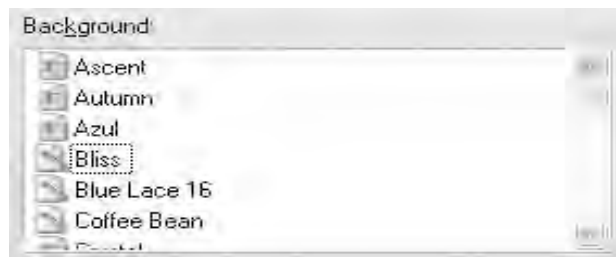 Background:
Ascent
Autumn
Azul
Bliss
Blue Lace 16
Coffee Bean